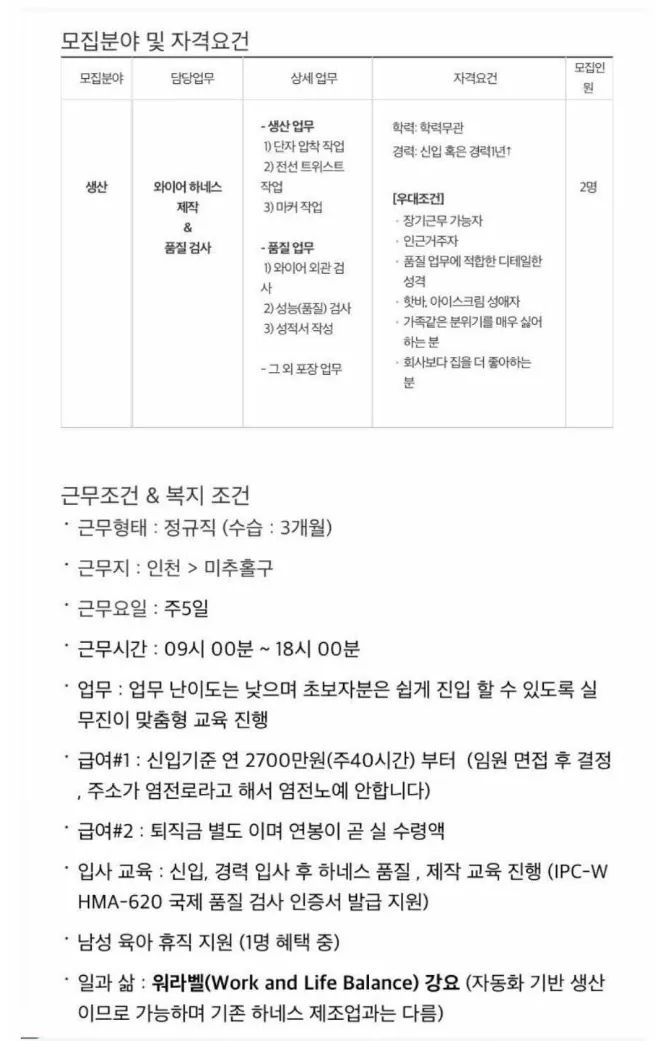 모집분야 및 자격요건
모집분야
담당업무
상세 업무
자격요건
모집인
원
생산
와이어 하네스
제작
&
품질 검사
- 생산 업무
1) 단자 압착 작업
2) 전선 트위스트
작업
3) 마커 작업
- 품질 업무
1) 와이어 외관 검
사
2) 성능(품질) 검사
3) 성적서 작성
- 그 외 포장 업무
학력: 학력무관
경력: 신입 혹은 경력1년↑
[우대조건]
· 장기근무 가능자
· 인근거주자
· 품질 업무에 적합한 디테일한
성격
· 핫바, 아이스크림 성애자
· 가족같은 분위기를 매우 싫어
하는 분
· 회사보다 집을 더 좋아하는
분
2명
근무조건 & 복지 조건
· 근무형태 : 정규직 (수습 : 3개월)
· 근무지 : 인천 > 미추홀구
· 근무요일 : 주5일
· 근무시간 : 09시 00분 ~ 18시 00분
· 업무 : 업무 난이도는 낮으며 초보자분은 쉽게 진입 할 수 있도록 실
무진이 맞춤형 교육 진행
· 급여#1 : 신입기준 연 2700만원(주40시간) 부터 (임원 면접 후 결정
, 주소가 염전로라고 해서 염전노예 안합니다)
· 급여#2 : 퇴직금 별도 이며 연봉이 곧 실 수령액
· 입사 교육 : 신입, 경력 입사 후 하네스 품질 , 제작 교육 진행 (IPC-W
HMA-620 국제 품질 검사 인증서 발급 지원)
· 남성 육아 휴직 지원 (1명 혜택 중)
· 일과 삶 : 워라벨(Work and Life Balance) 강요 (자동화 기반 생산
이므로 가능하며 기존 하네스 제조업과는 다름)